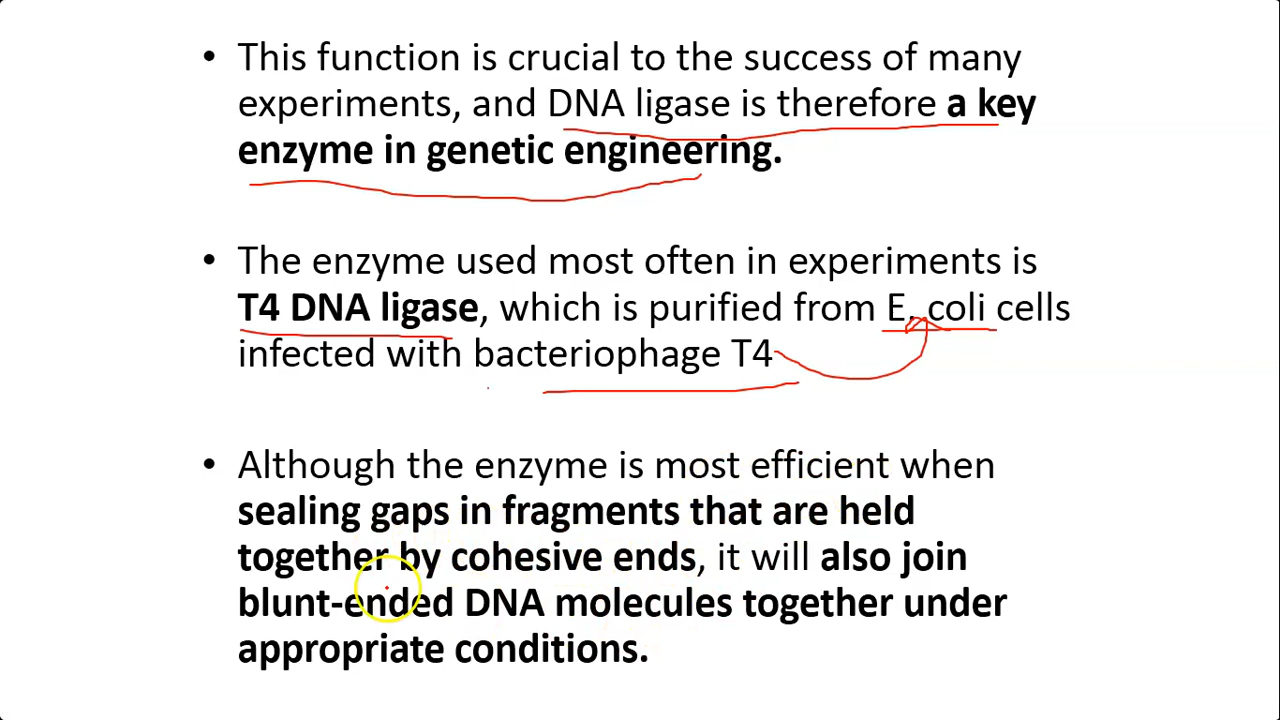 • This function is crucial to the success of many
experiments, and DNA ligase is therefore a key
enzyme in genetic engineering.
• The enzyme used most often in experiments is
T4 DNA ligase, which is purified from E. coli cells
infected with bacteriophage T4
• Although the enzyme is most efficient when
sealing gaps in fragments that are held
together by cohesive ends, it will also join
blunt-ended DNA molecules together under
appropriate conditions.